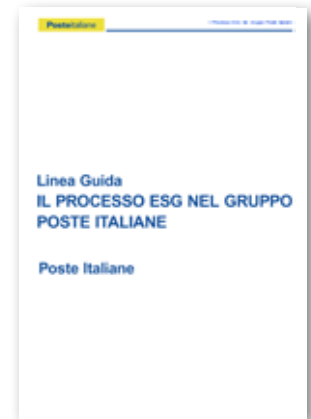 Posteitaliane
Linea Guida
IL PROCESSO ESG NEL GRUPPO
POSTE ITALIANE
Poste Italiane